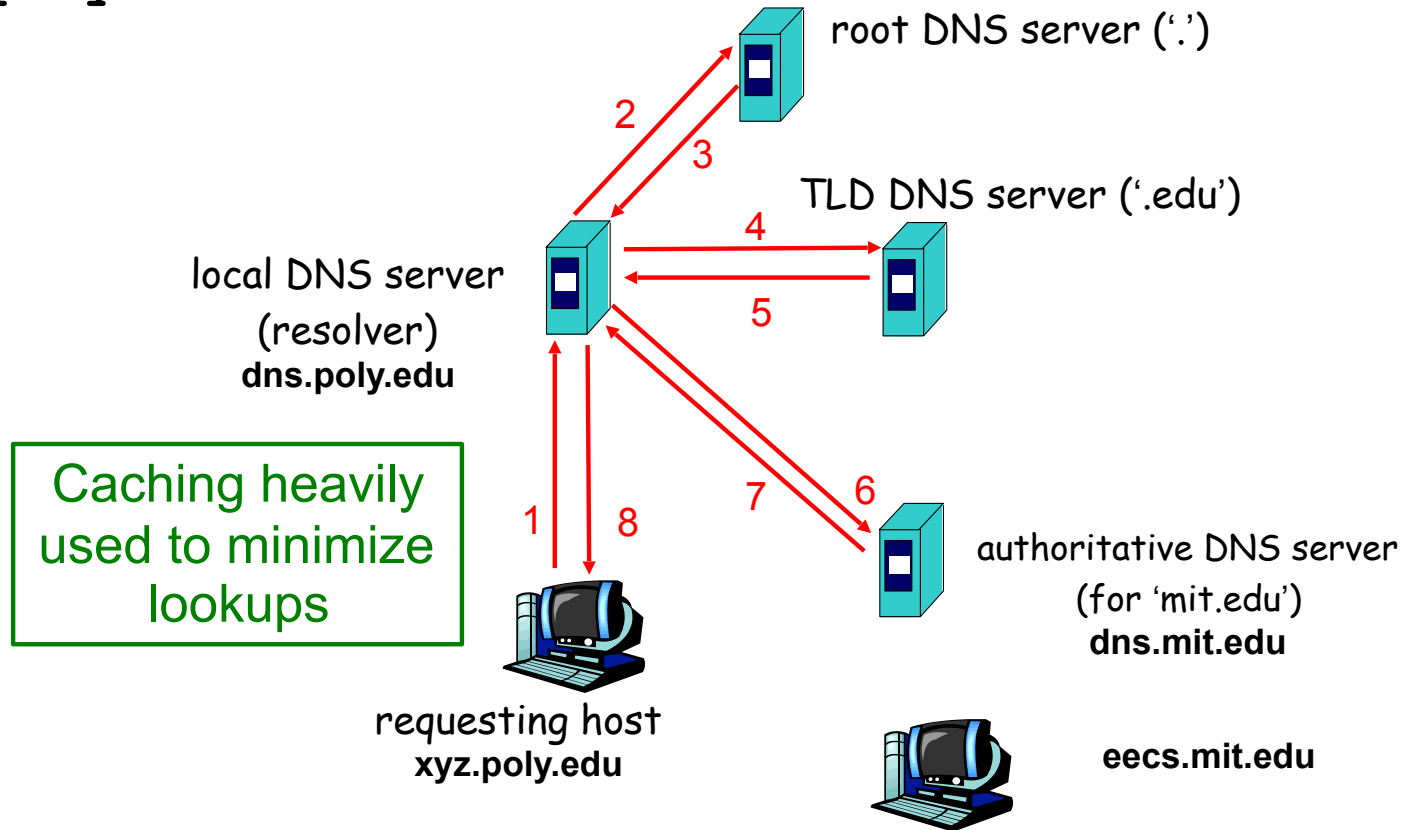 root DNS server (‘.’)
2
3
TLD DNS server (‘.edu’)
4
5
local DNS server
(resolver)
dns.poly.edu
Caching heavily
used to minimize
lookups
1
8
7
6
authoritative DNS server
(for ‘mit.edu’)
dns.mit.edu
requesting host
xyz.poly.edu
eecs.mit.edu